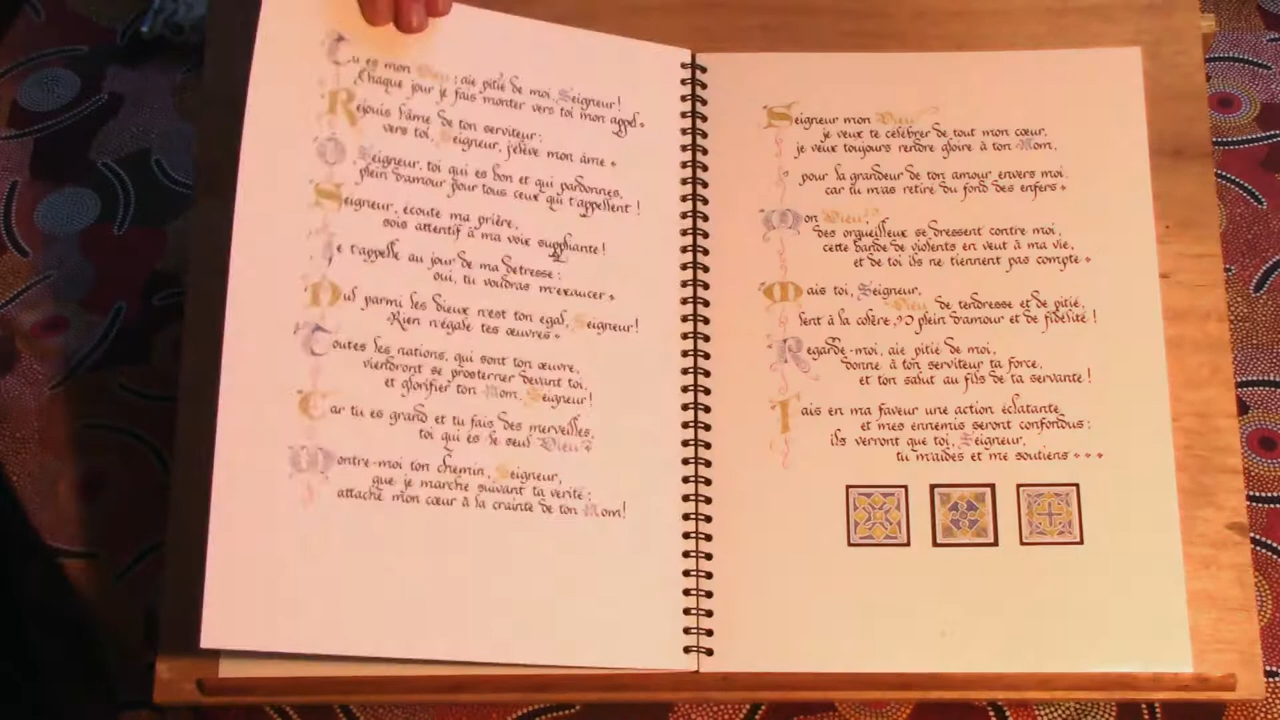 Tu es mon Dieu ; aie pitié de moi, Seigneur !
Chaque jour je fais monter vers toi mon appel.
Rejouis l'âme de ton serviteur ;
vers toi, Seigneur, j'élève mon âme.
Ô Seigneur, toi qui es bon et qui pardonnes,
plein d'amour pour tous ceux qui t'appellent !
Seigneur, écoute ma prière,
sois attentif à ma voix suppliante !
Je t'appelle au jour de ma detresse ;
oui, tu voudras m'exaucer.
Nul parmi les dieux n'est ton egal, Seigneur !
Rien n'égale tes œuvres.
Toutes les nations, qui sont ton œuvre,
viendront se prosterner devant toi,
et glorifier ton Nom, Seigneur !
Car tu es grand et tu fais des merveilles,
toi qui es le seul Dieu.
Montre-moi ton chemin, Seigneur,
que je marche suivant ta verité ;
attache mon cœur à la crainte de ton Nom !
Seigneur mon Dieu
je veux te célébrer de tout mon cœur,
je veux toujours rendre gloire à ton Nom,
pour la grandeur de ton amour envers moi.
car tu m'as retiré du fond des enfers.
Mon Dieu
des orgueilleux se dressent contre moi,
cette bande de violents en veut à ma vie,
et de toi ils ne tiennent pas compte.
Mais toi, Seigneur,
Dieu de tendresse et de pitié,
lent à la colère, plein d'amour et de fidélité !
Regarde-moi, aie pitié de moi,
donne à ton serviteur ta force,
et ton salut au fils de ta servante !
Fais en ma faveur une action éclatante
et mes ennemis seront confondus ;
ils verront que toi, Seigneur,
tu m'aides et me soutiens...